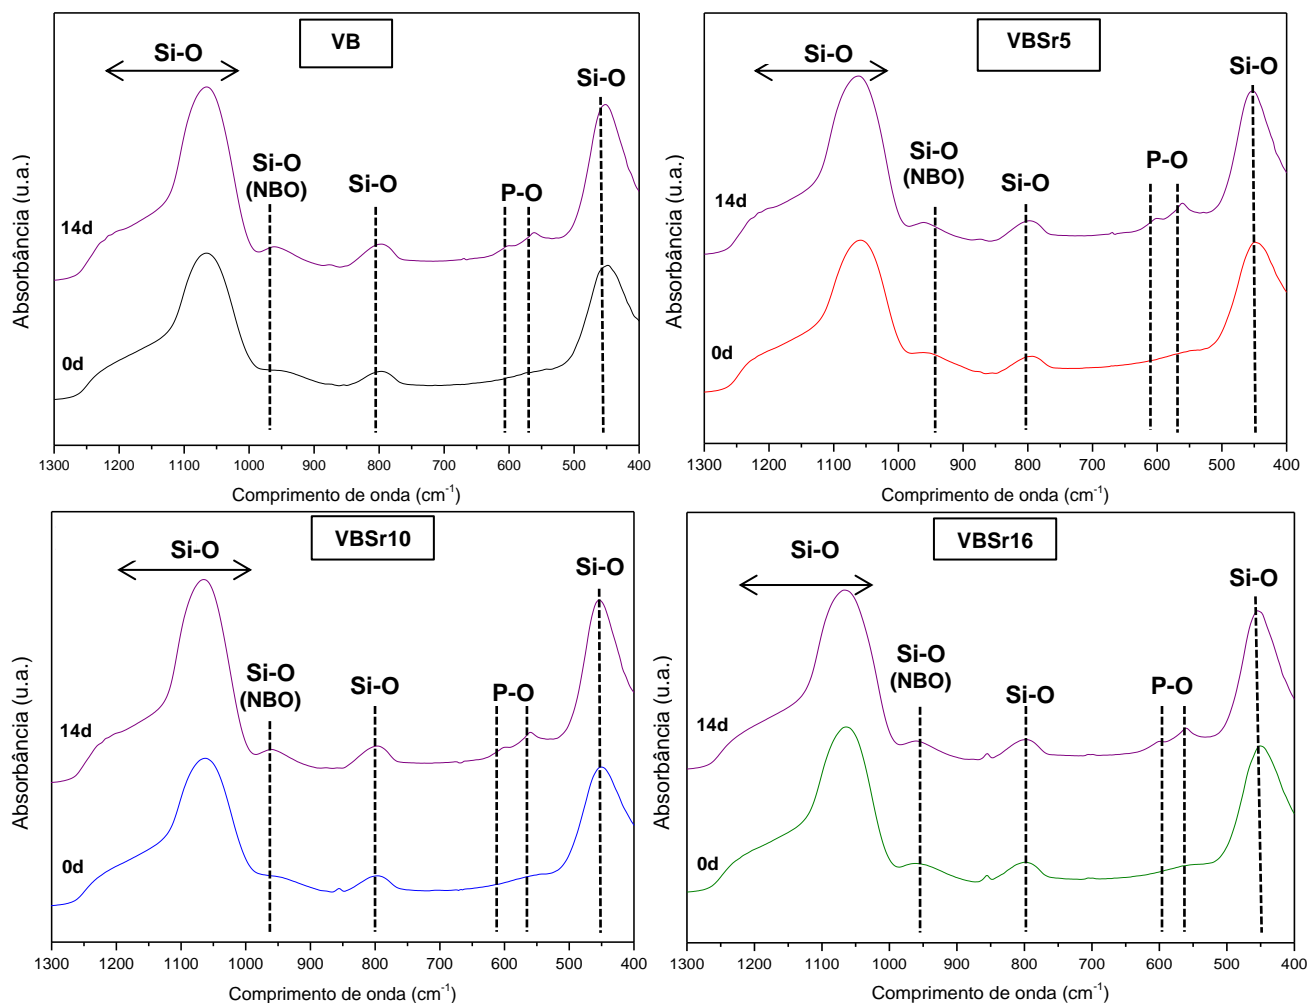 VB
Si-O
Si-O
Si-O
(NBO)
Si-O
P-O
14d
0d
Absorbância (u.a.)
1300 1200 1100 1000 900 800 700 600 500 400
Comprimento de onda (cm⁻¹)
VBSr5
Si-O
Si-O
Si-O
(NBO)
Si-O
P-O
14d
0d
Absorbância (u.a.)
1300 1200 1100 1000 900 800 700 600 500 400
Comprimento de onda (cm⁻¹)
VBSr10
Si-O
Si-O
Si-O
(NBO)
Si-O
P-O
14d
0d
Absorbância (u.a.)
1300 1200 1100 1000 900 800 700 600 500 400
Comprimento de onda (cm⁻¹)
VBSr16
Si-O
Si-O
Si-O
(NBO)
Si-O
P-O
14d
0d
Absorbância (u.a.)
1300 1200 1100 1000 900 800 700 600 500 400
Comprimento de onda (cm⁻¹)